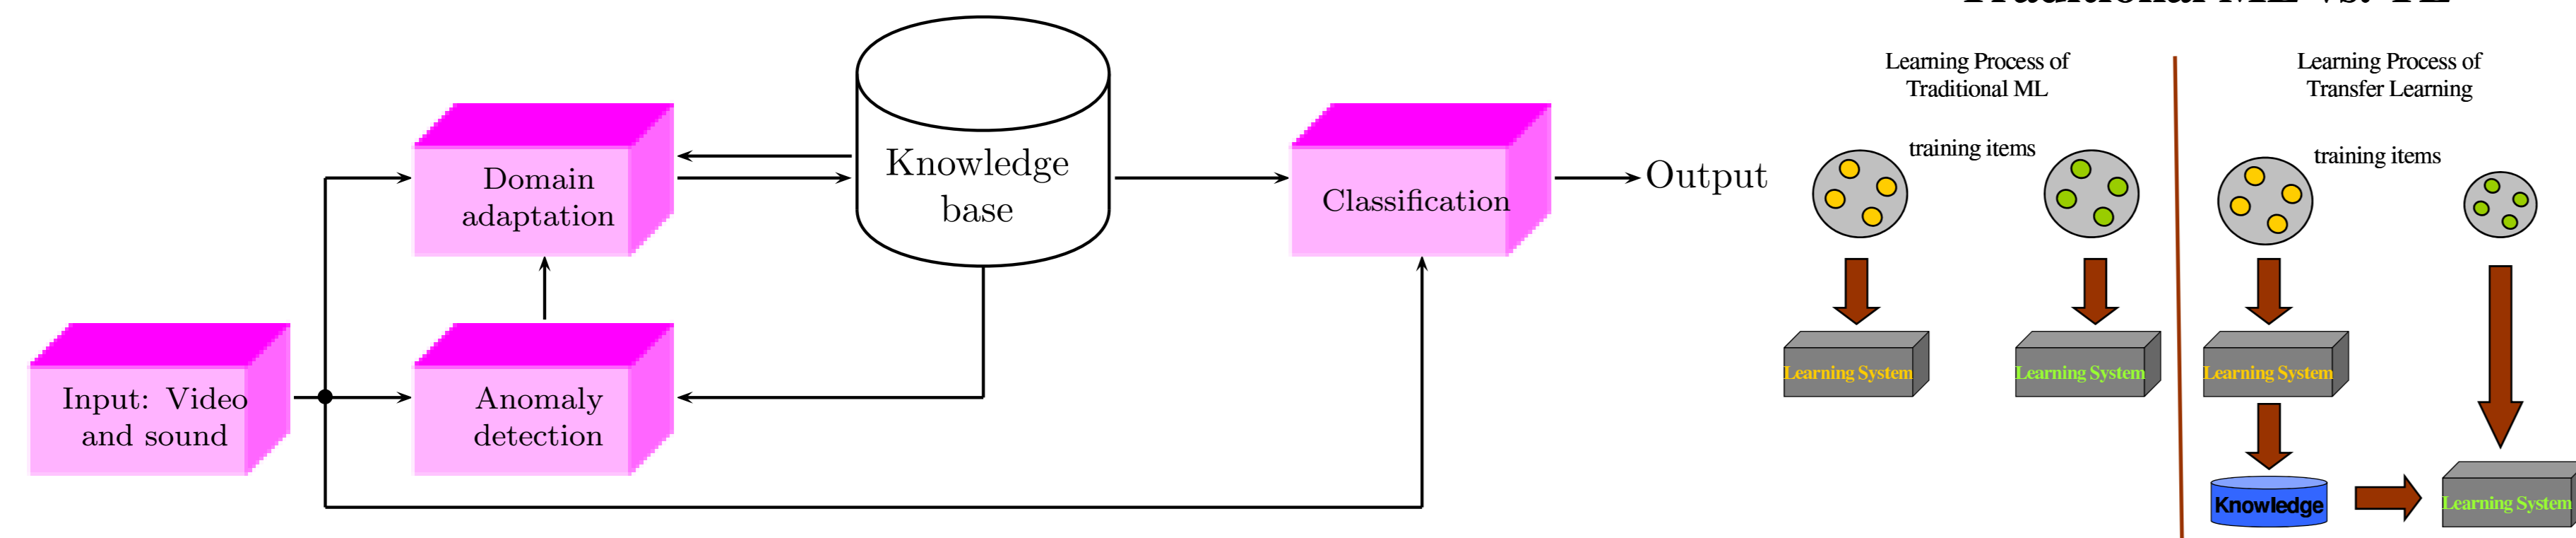 Domain
adaptation
Knowledge
base
Classification
Output
Input: Video
and sound
Anomaly
detection
Learning Process of
Traditional ML
training items
Learning System
Learning System
Learning Process of
Transfer Learning
training items
Learning System
Knowledge
Learning System